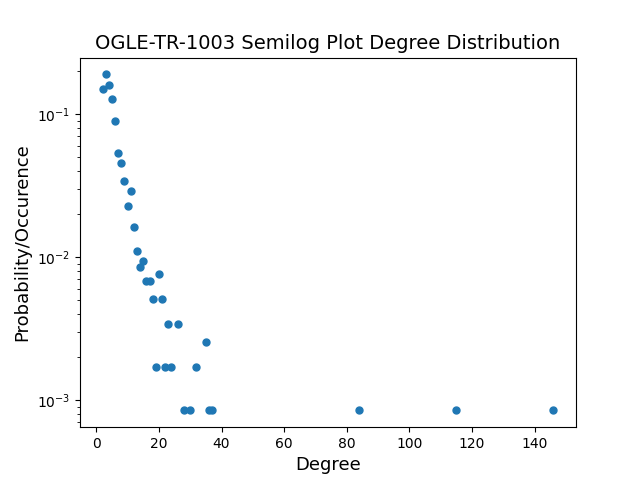 OGLE-TR-1003 Semilog Plot Degree Distribution
Probability/Occurence
10⁻¹
10⁻²
10⁻³
0 20 40 60 80 100 120 140
Degree